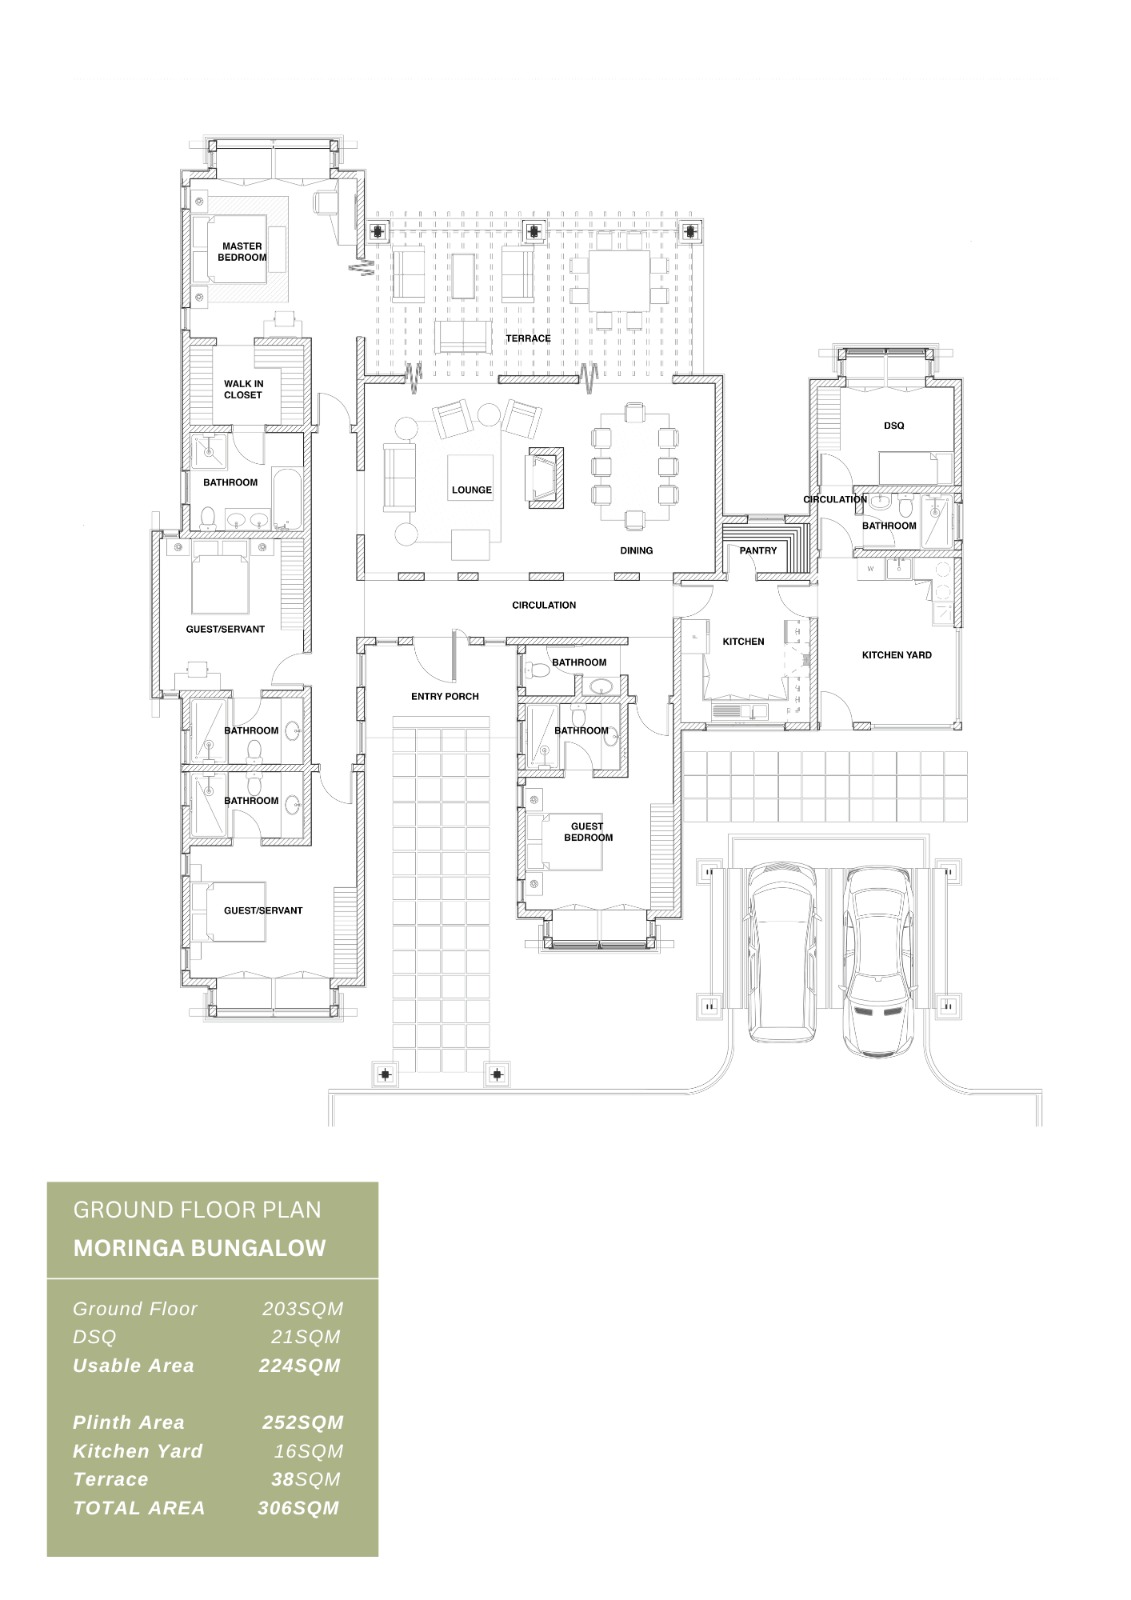 MASTER
BEDROOM
TERRACE
WALK IN
CLOSET
DSQ
BATHROOM
LOUNGE
CIRCULATION
BATHROOM
DINING
PANTRY
CIRCULATION
GUEST/SERVANT
KITCHEN
KITCHEN YARD
BATHROOM
ENTRY PORCH
BATHROOM
BATHROOM
BATHROOM
GUEST
BEDROOM
GUEST/SERVANT
GROUND FLOOR PLAN
MORINGA BUNGALOW
Ground Floor 203SQM
DSQ 21SQM
Usable Area 224SQM
Plinth Area 252SQM
Kitchen Yard 16SQM
Terrace 38SQM
TOTAL AREA 306SQM